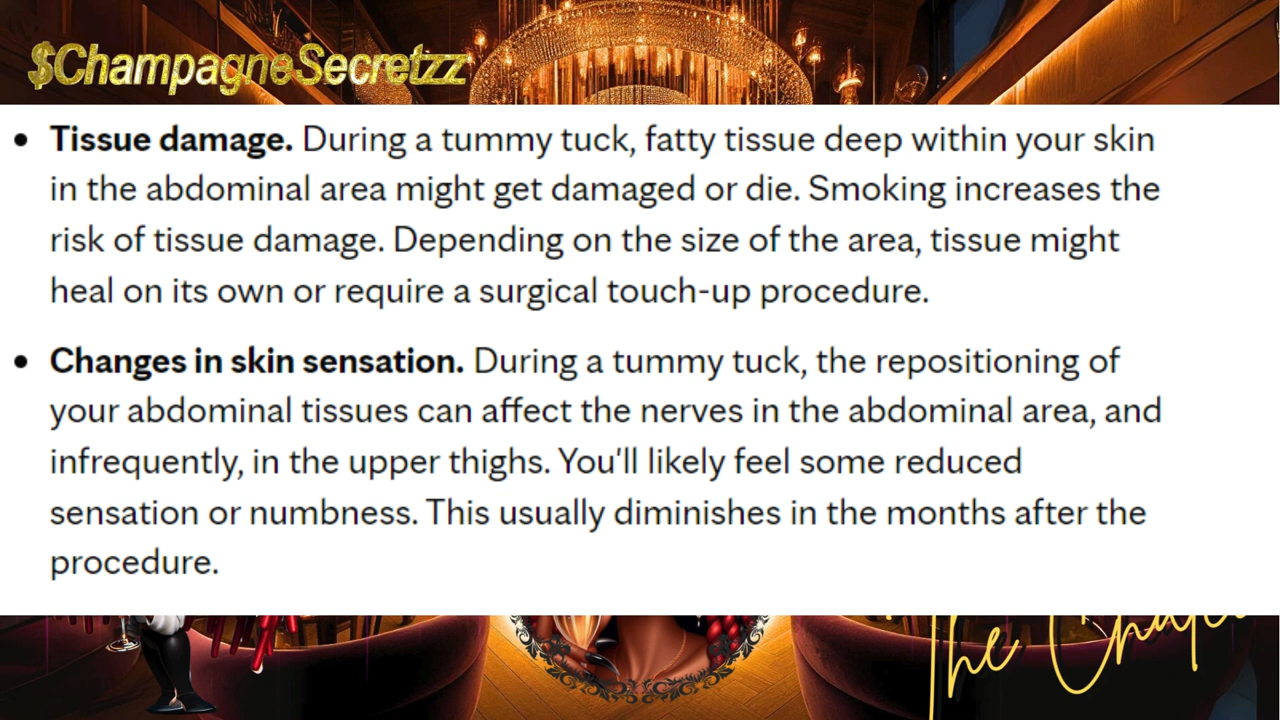 $ChampagneSecretzz
• Tissue damage. During a tummy tuck, fatty tissue deep within your skin
in the abdominal area might get damaged or die. Smoking increases the
risk of tissue damage. Depending on the size of the area, tissue might
heal on its own or require a surgical touch-up procedure.
• Changes in skin sensation. During a tummy tuck, the repositioning of
your abdominal tissues can affect the nerves in the abdominal area, and
infrequently, in the upper thighs. You'll likely feel some reduced
sensation or numbness. This usually diminishes in the months after the
procedure.
The